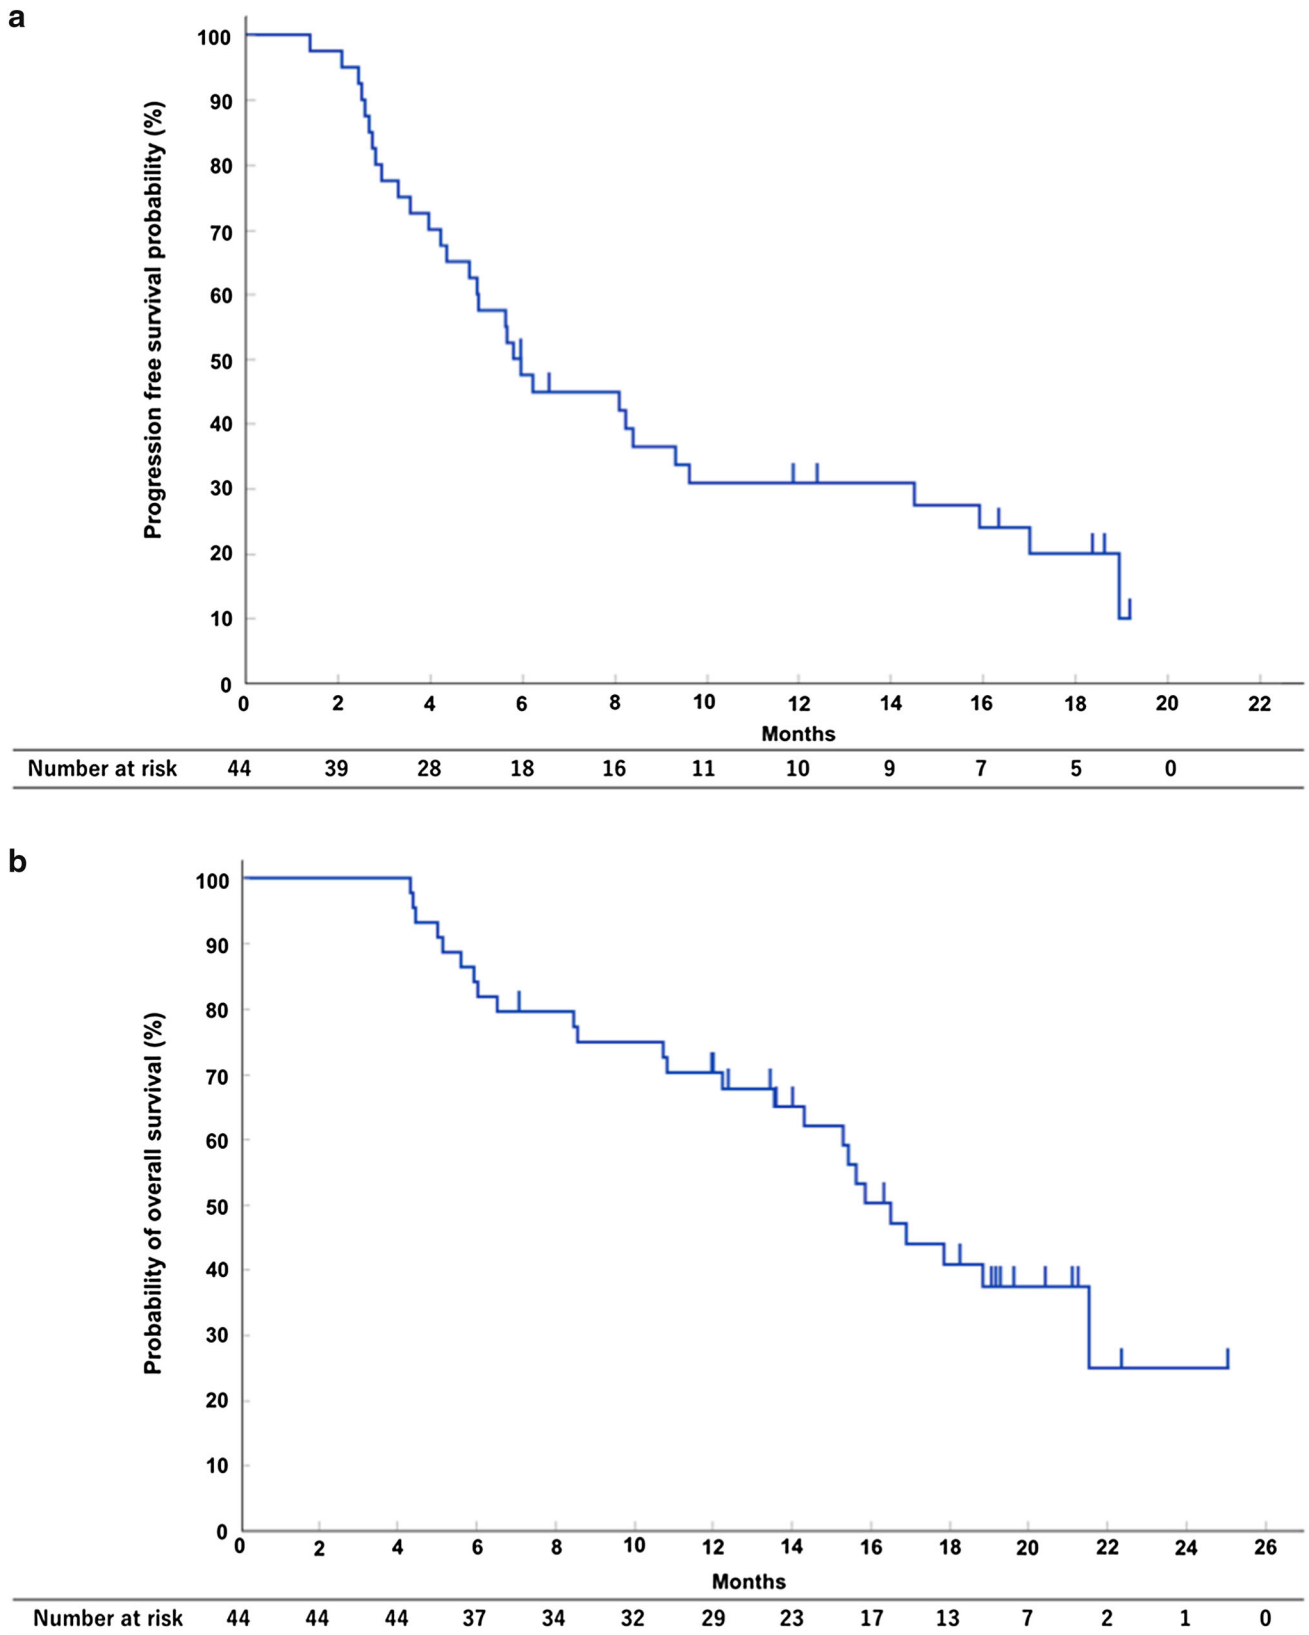 a
Progression free survival probability (%)
100
90
80
70
60
50
40
30
20
10
0
0 2 4 6 8 10 12 14 16 18 20 22
Months
Number at risk 44 39 28 18 16 11 10 9 7 5 0
b
Probability of overall survival (%)
100
90
80
70
60
50
40
30
20
10
0
0 2 4 6 8 10 12 14 16 18 20 22 24 26
Months
Number at risk 44 44 44 37 34 32 29 23 17 13 7 2 1 0